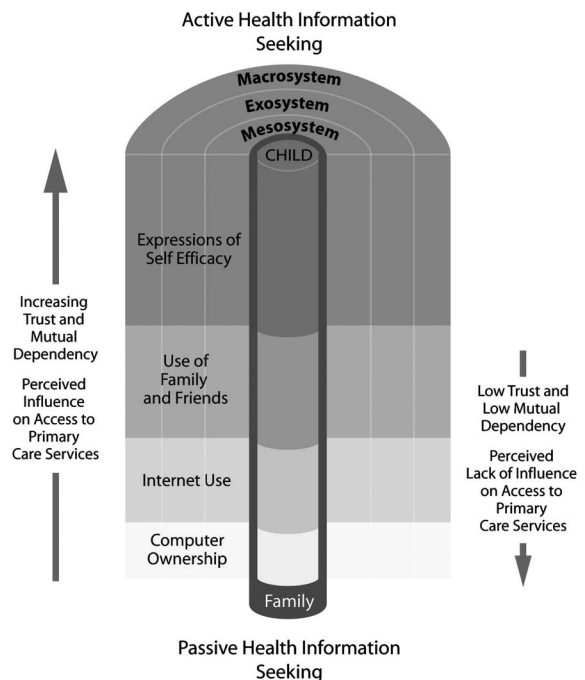 Active Health Information
Seeking
Macrosystem
Exosystem
Mesosystem
CHILD
Expressions of
Self Efficacy
Increasing
Trust and
Mutual
Dependency
Perceived
Influence
on Access to
Primary
Care Services
Use of
Family
and Friends
Low Trust and
Low Mutual
Dependency
Perceived
Lack of Influence
on Access to
Primary
Care Services
Internet Use
Computer
Ownership
Family
Passive Health Information
Seeking